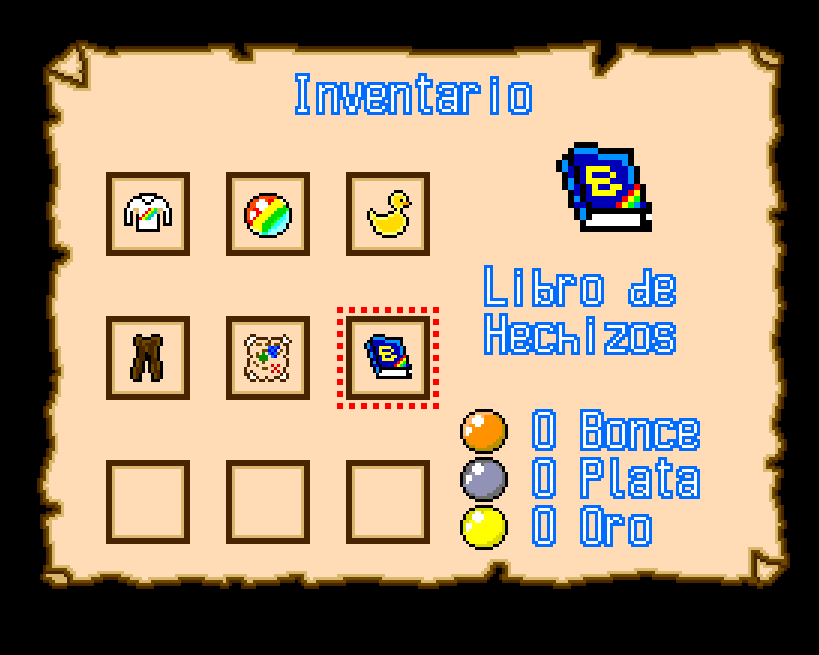 Inventario
B
Libro de
Hechizos
B
0 Bonce
0 Plata
0 Oro